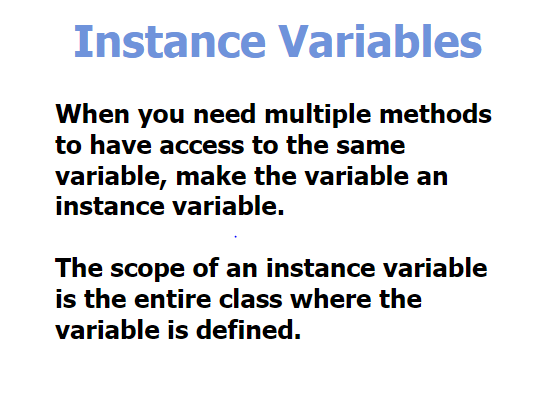 Instance Variables
When you need multiple methods
to have access to the same
variable, make the variable an
instance variable.
The scope of an instance variable
is the entire class where the
variable is defined.